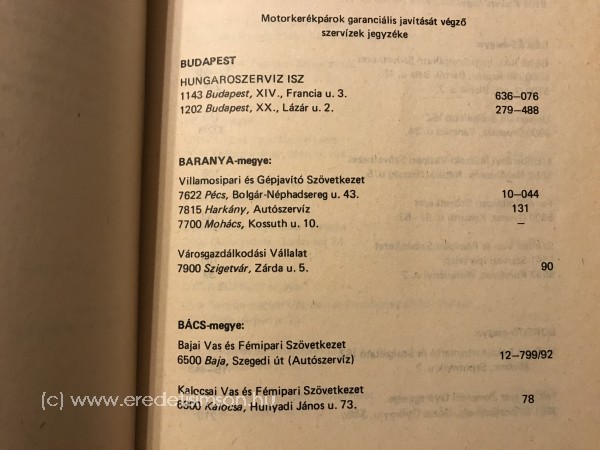 Motorkerékpárok garanciális javítását végző
szervízek jegyzéke
BUDAPEST
HUNGAROSZERVIZ ISZ
1143 Budapest, XIV., Francia u. 3. 636–076
1202 Budapest, XX., Lázár u. 2. 279–488
BARANYA-megye:
Villamosipari és Gépjavító Szövetkezet
7622 Pécs, Bolgár-Néphadsereg u. 43. 10–044
7815 Harkány, Autószervíz 131
7700 Mohács, Kossuth u. 10. –
Városgazdálkodási Vállalat
7900 Szigetvár, Zárda u. 5. 90
BÁCS-megye:
Bajai Vas és Fémipari Szövetkezet
6500 Baja, Szegedi út (Autószervíz) 12–799/92
Kalocsai Vas és Fémipari Szövetkezet
6300 Kalocsa, Hunyadi János u. 73. 78
(c) www.eredetisimson.hu